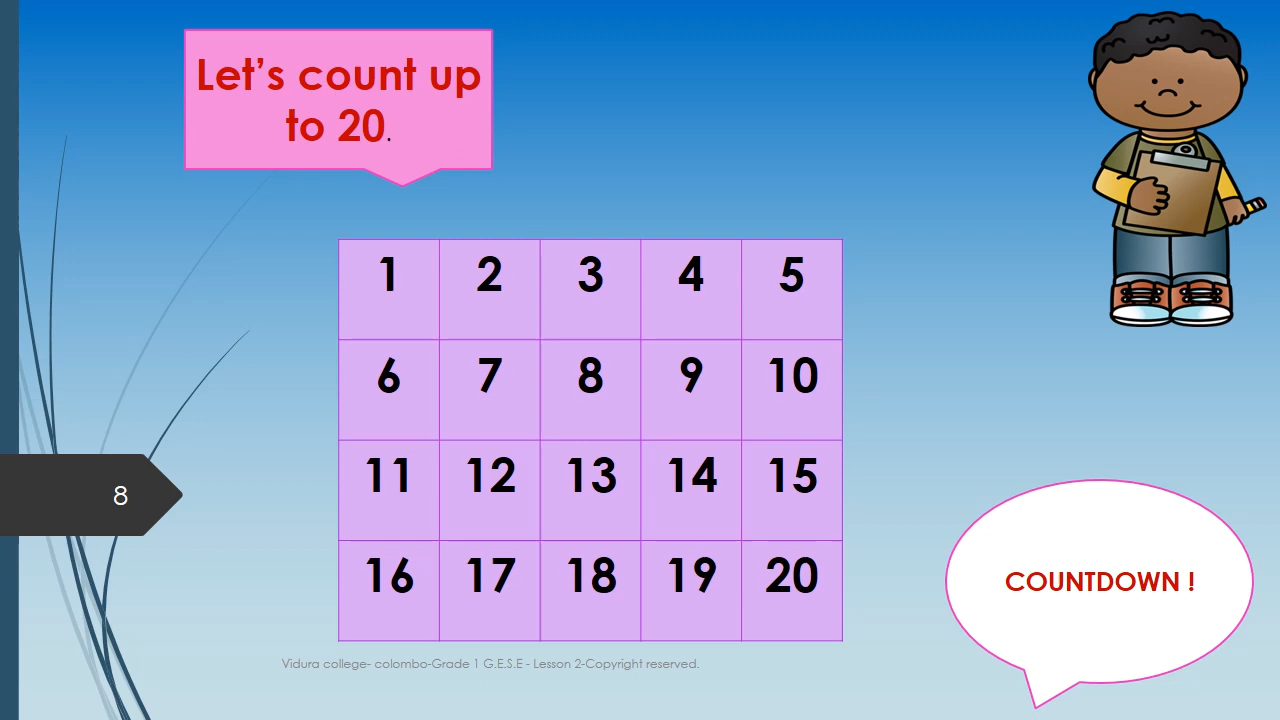 Let’s count up
to 20.
1 2 3 4 5
6 7 8 9 10
11 12 13 14 15
16 17 18 19 20
8
COUNTDOWN !
Vidura college- colombo-Grade 1 G.E.S.E - Lesson 2-Copyright reserved.